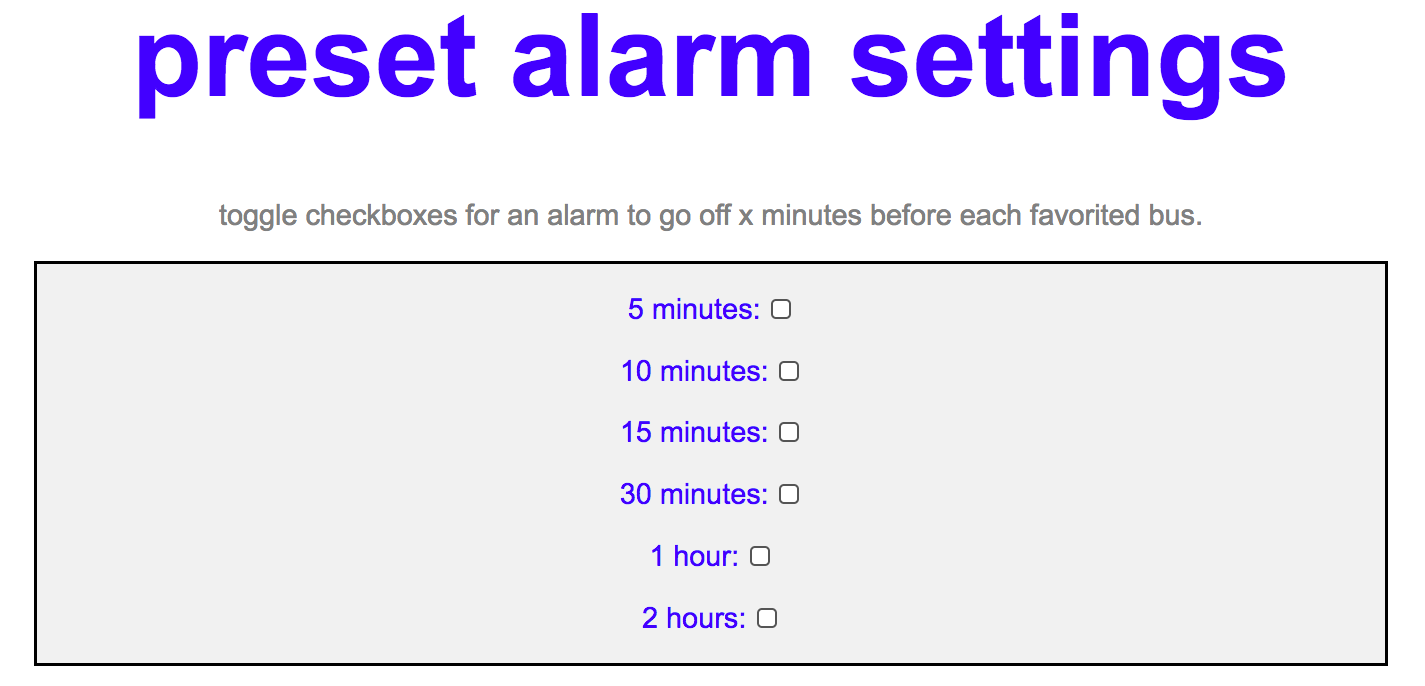 preset alarm settings
toggle checkboxes for an alarm to go off x minutes before each favorited bus.
5 minutes:
10 minutes:
15 minutes:
30 minutes:
1 hour:
2 hours: